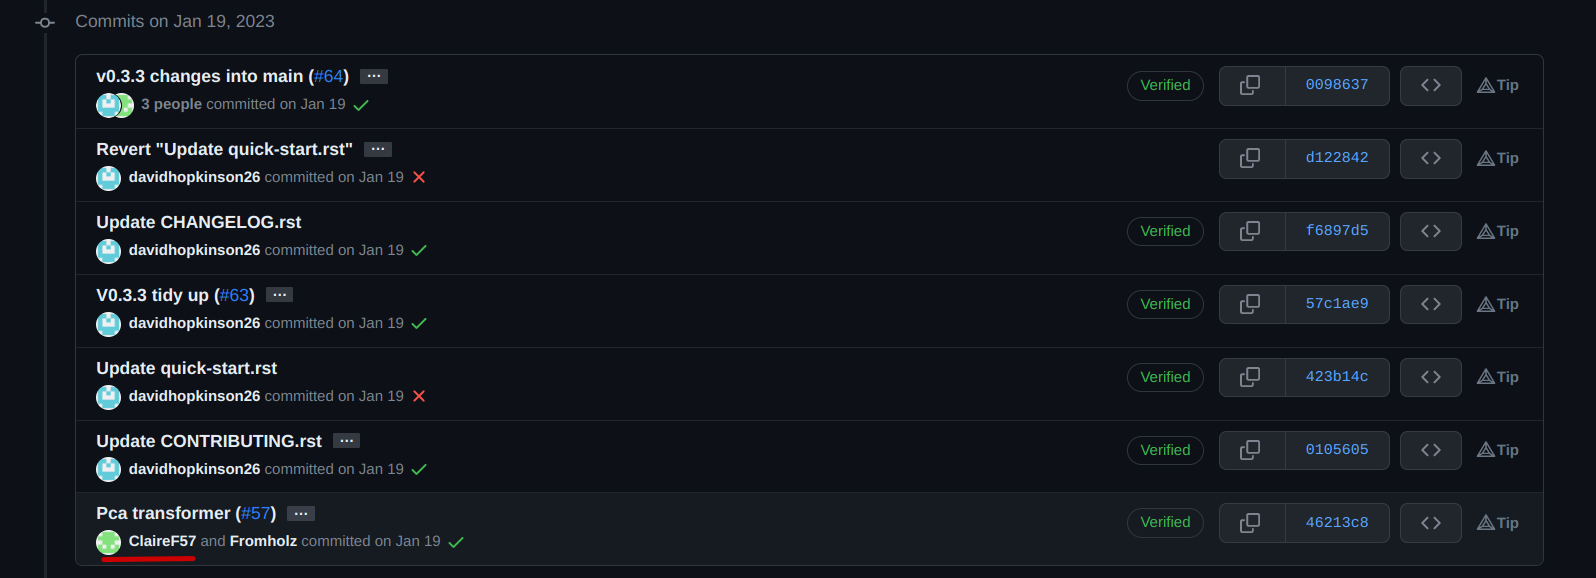 Commits on Jan 19, 2023
v0.3.3 changes into main (#64) ...
Verified 0098637 <> Tip
3 people committed on Jan 19
Revert "Update quick-start.rst" ...
d122842 <> Tip
davidhopkinson26 committed on Jan 19
Update CHANGELOG.rst
Verified f6897d5 <> Tip
davidhopkinson26 committed on Jan 19
V0.3.3 tidy up (#63) ...
Verified 57c1ae9 <> Tip
davidhopkinson26 committed on Jan 19
Update quick-start.rst
Verified 423b14c <> Tip
davidhopkinson26 committed on Jan 19
Update CONTRIBUTING.rst ...
Verified 0105605 <> Tip
davidhopkinson26 committed on Jan 19
Pca transformer (#57) ...
Verified 46213c8 <> Tip
ClaireF57 and Fromholz committed on Jan 19